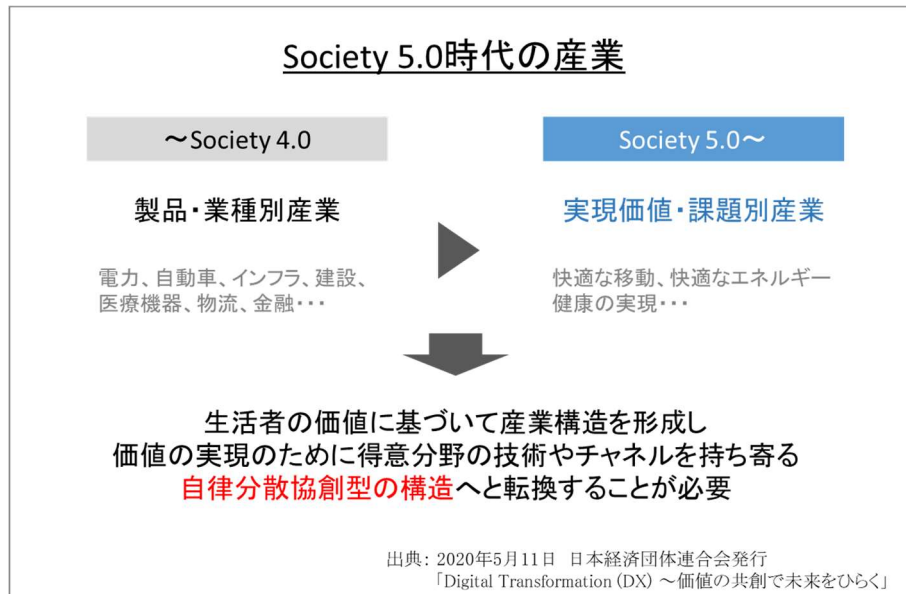 Society 5.0時代の産業
～Society 4.0
Society 5.0～
製品・業種別産業
実現価値・課題別産業
電力、自動車、インフラ、建設、
医療機器、物流、金融・・・
快適な移動、快適なエネルギー
健康の実現・・・
生活者の価値に基づいて産業構造を形成し
価値の実現のために得意分野の技術やチャネルを持ち寄る
自律分散協創型の構造へと転換することが必要
出典： 2020年5月11日 日本経済団体連合会発行
「Digital Transformation (DX) ～価値の共創で未来をひらく」